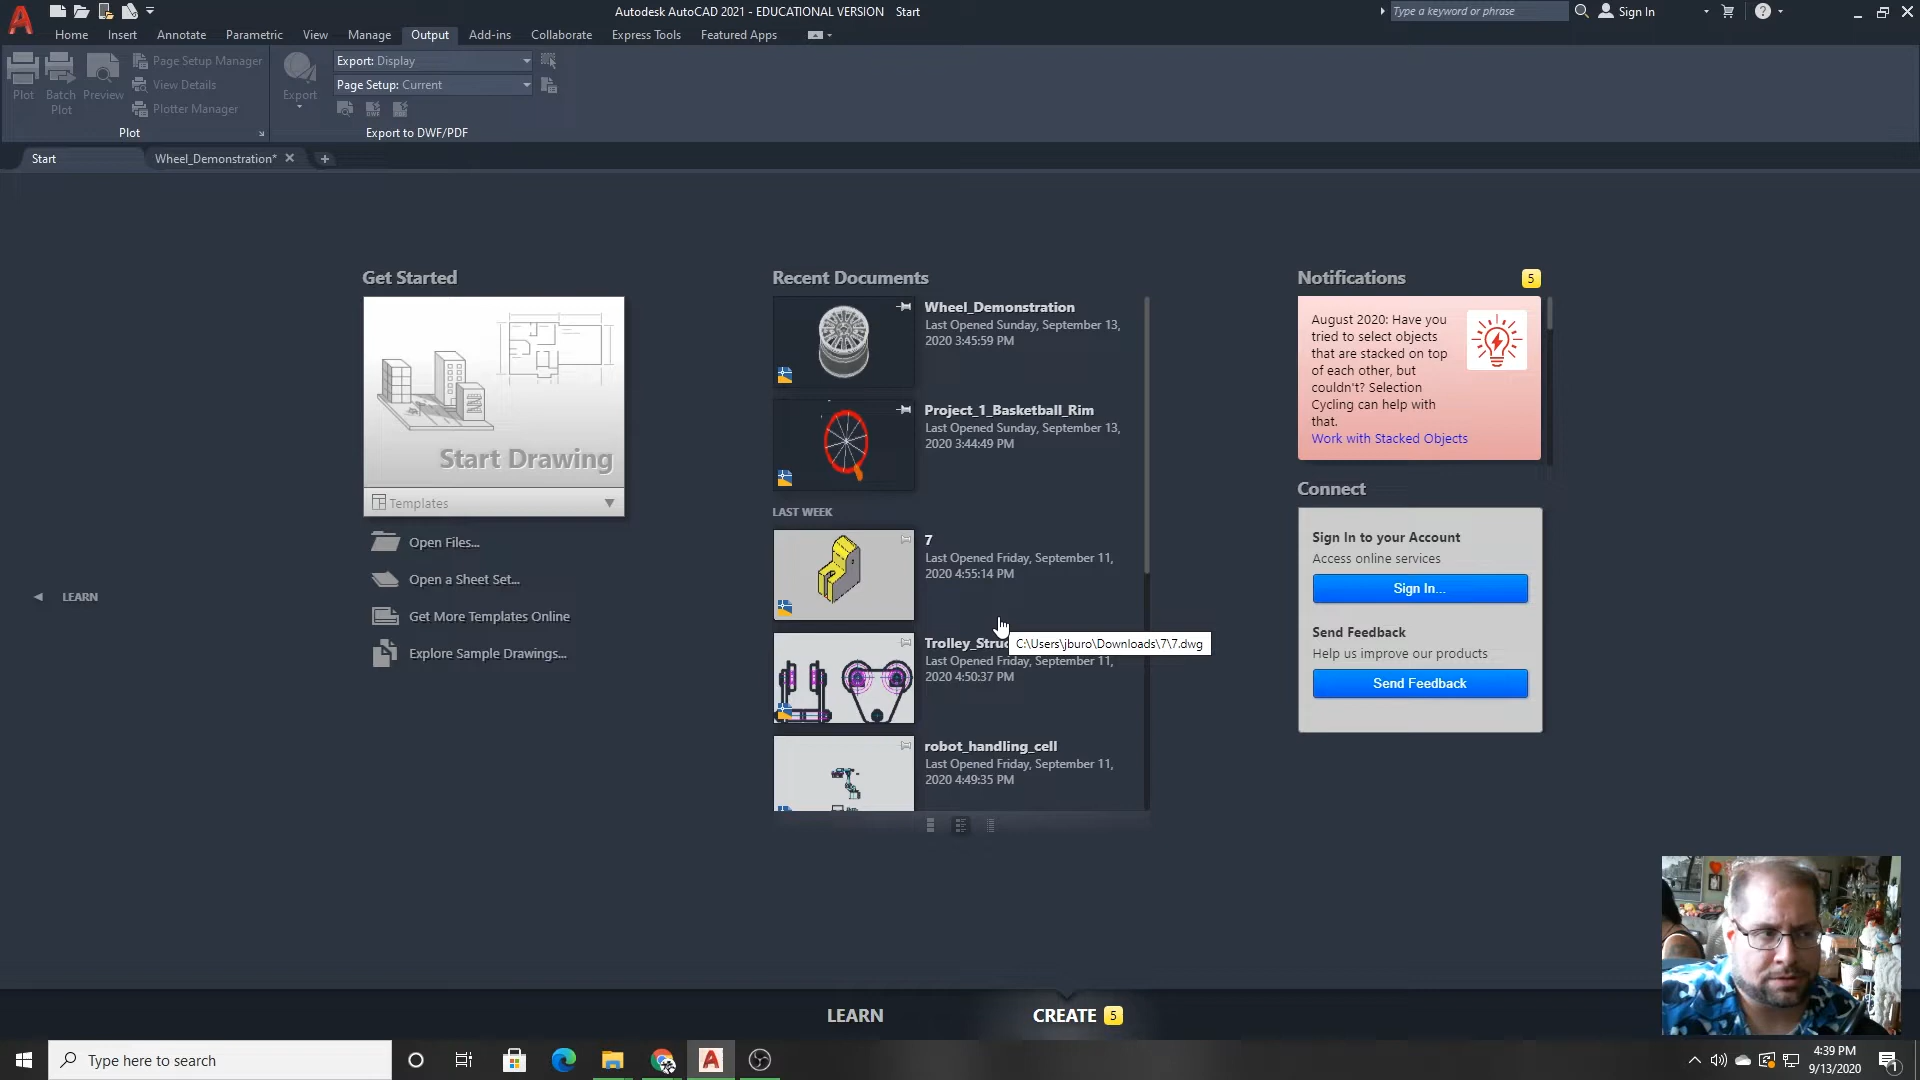 Autodesk AutoCAD 2021 - EDUCATIONAL VERSION Start
Type a keyword or phrase
Sign In
Home Insert Annotate Parametric View Manage Output Add-ins Collaborate Express Tools Featured Apps
Plot
Batch Plot
Preview
Page Setup Manager
View Details
Plotter Manager
Plot
Export
Export: Display
Page Setup: Current
Export to DWF/PDF
Start
Wheel_Demonstration*
Get Started
Start Drawing
Templates
Open Files...
Open a Sheet Set...
Get More Templates Online
Explore Sample Drawings...
LEARN
Recent Documents
Wheel_Demonstration
Last Opened Sunday, September 13,
2020 3:45:59 PM
Project_1_Basketball_Rim
Last Opened Sunday, September 13,
2020 3:44:49 PM
LAST WEEK
7
Last Opened Friday, September 11,
2020 4:55:14 PM
C:\Users\jburo\Downloads\7\7.dwg
Last Opened Friday, September 11,
2020 4:50:37 PM
robot_handling_cell
Last Opened Friday, September 11,
2020 4:49:35 PM
Notifications
5
August 2020: Have you
tried to select objects
that are stacked on top
of each other, but
couldn't? Selection
Cycling can help with
that.
Work with Stacked Objects
Connect
Sign In to your Account
Access online services
Sign In...
Send Feedback
Help us improve our products
Send Feedback
LEARN
CREATE 5
Type here to search
4:39 PM
9/13/2020
1